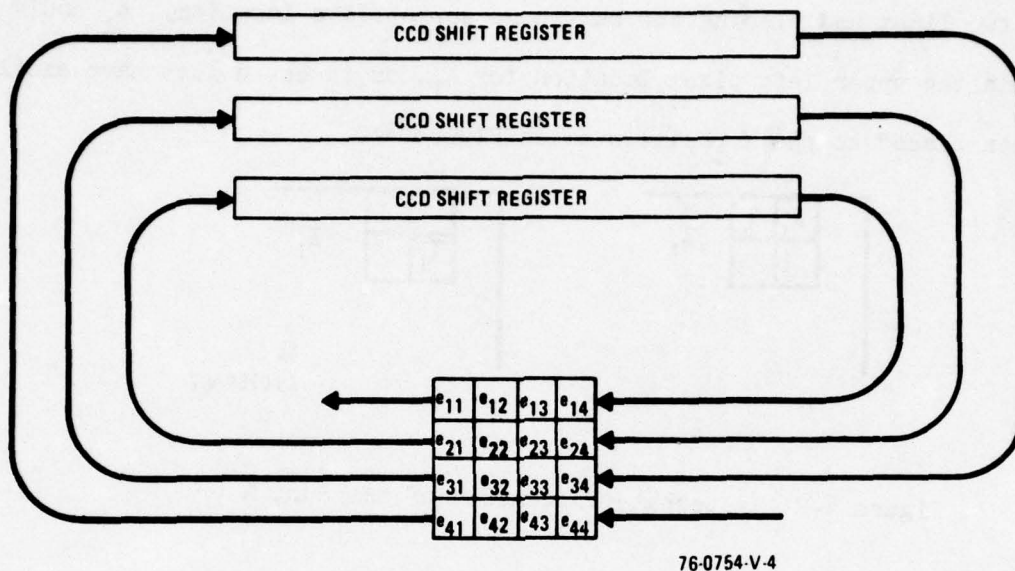 CCD SHIFT REGISTER
CCD SHIFT REGISTER
CCD SHIFT REGISTER
e11 e12 e13 e14
e21 e22 e23 e24
e31 e32 e33 e34
e41 e42 e43 e44
76-0754-V-4